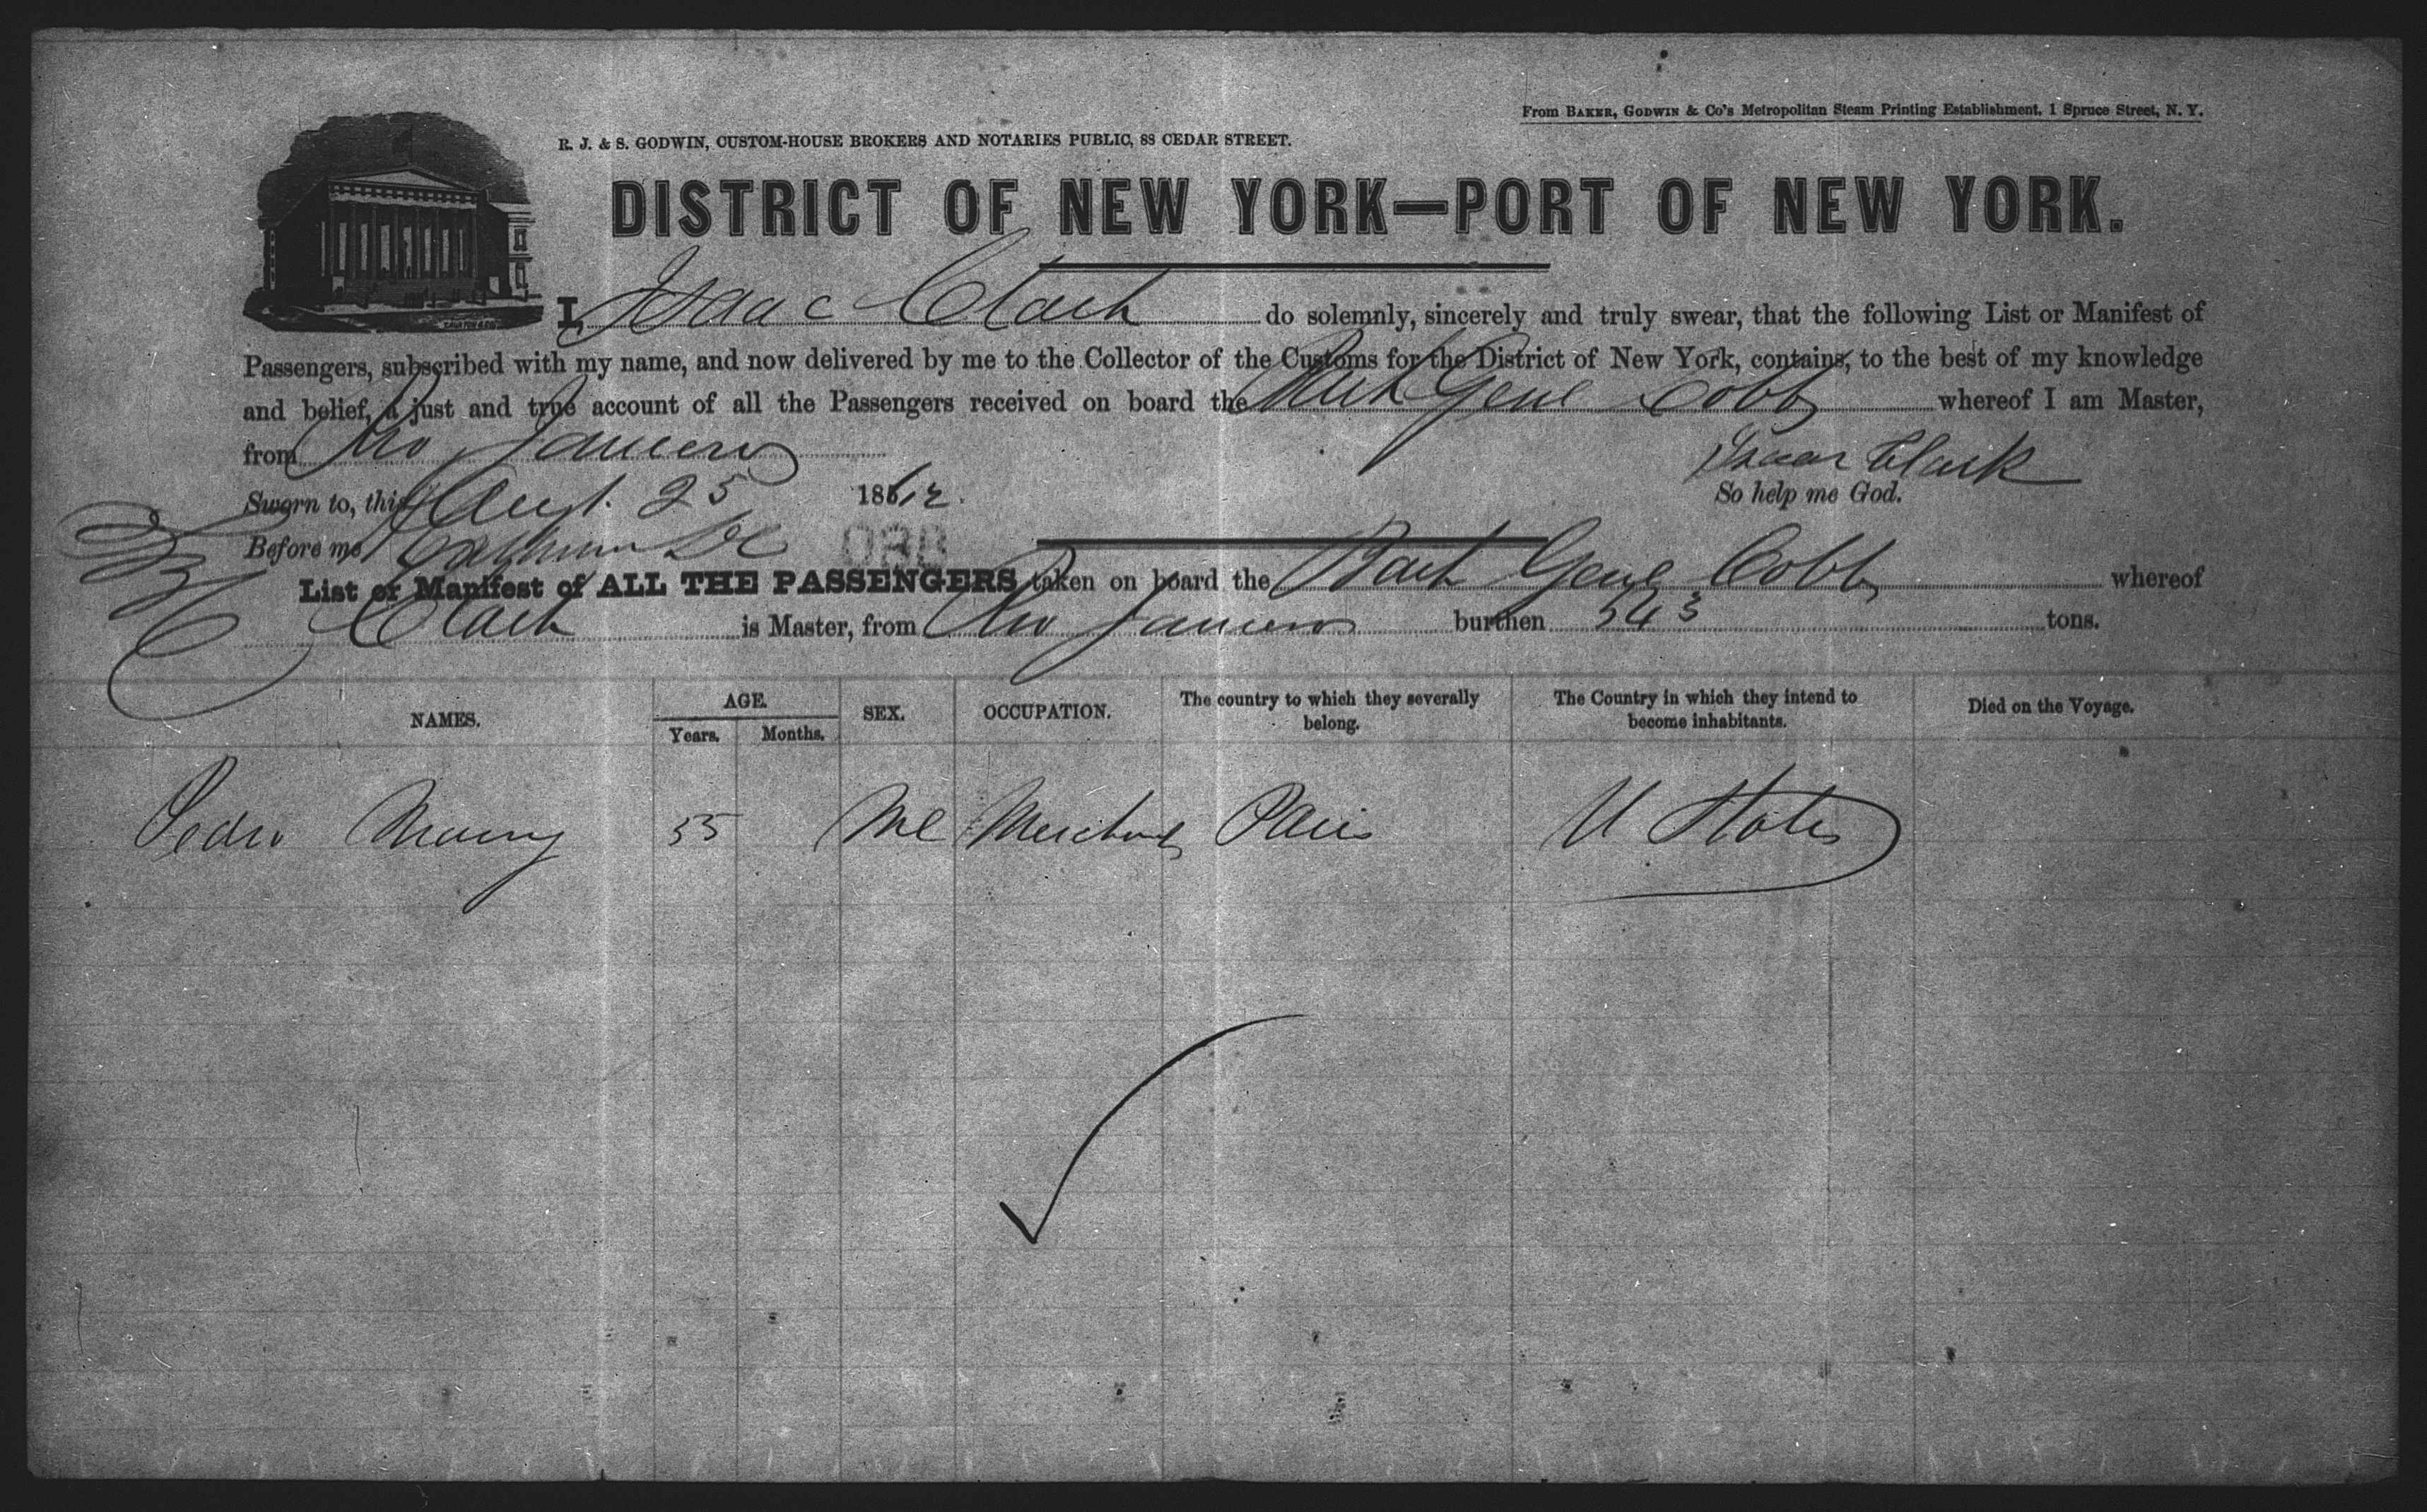 From BAKER, GODWIN & Co's Metropolitan Steam Printing Establishment, 1 Spruce Street, N. Y.
R. J. & S. GODWIN, CUSTOM-HOUSE BROKERS AND NOTARIES PUBLIC, 88 CEDAR STREET.
DISTRICT OF NEW YORK—PORT OF NEW YORK.
I, Isaac Clark do solemnly, sincerely and truly swear, that the following List or Manifest of
Passengers, subscribed with my name, and now delivered by me to the Collector of the Customs for the District of New York, contains, to the best of my knowledge
and belief, a just and true account of all the Passengers received on board the Bark Gene Cobb whereof I am Master,
from Rio Janeiro
Isaac Clark
Sworn to, this Aug. 25 1862.
So help me God.
Before me
List or Manifest of ALL THE PASSENGERS taken on board the Bark Gene Cobb whereof
Clark is Master, from Rio Janeiro burthen 543 tons.
NAMES. AGE. Years. Months. SEX. OCCUPATION. The country to which they severally belong. The Country in which they intend to become inhabitants. Died on the Voyage.
Pedro 55 Ml Merchant Paris U States